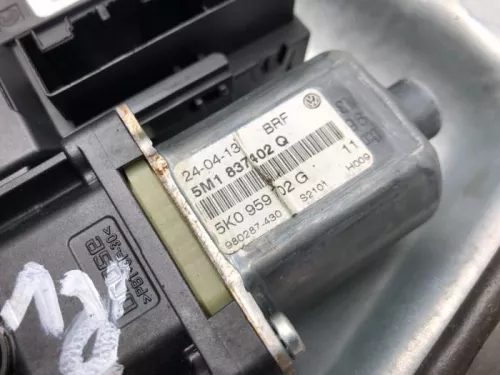 24-04-13 BRF
5M1 837402 Q
11
5K0 959 02 G
H009
980287-430 S2101